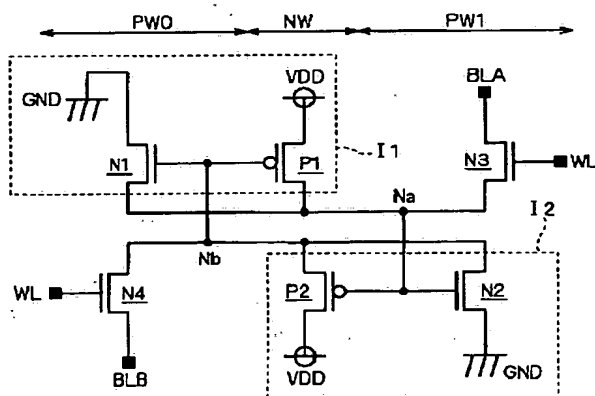 PW0 NW PW1
VDD BLA
GND
I1
N1 P1 N3 WL
Na
I2
Nb
WL N4 P2 N2
VDD GND
BLB